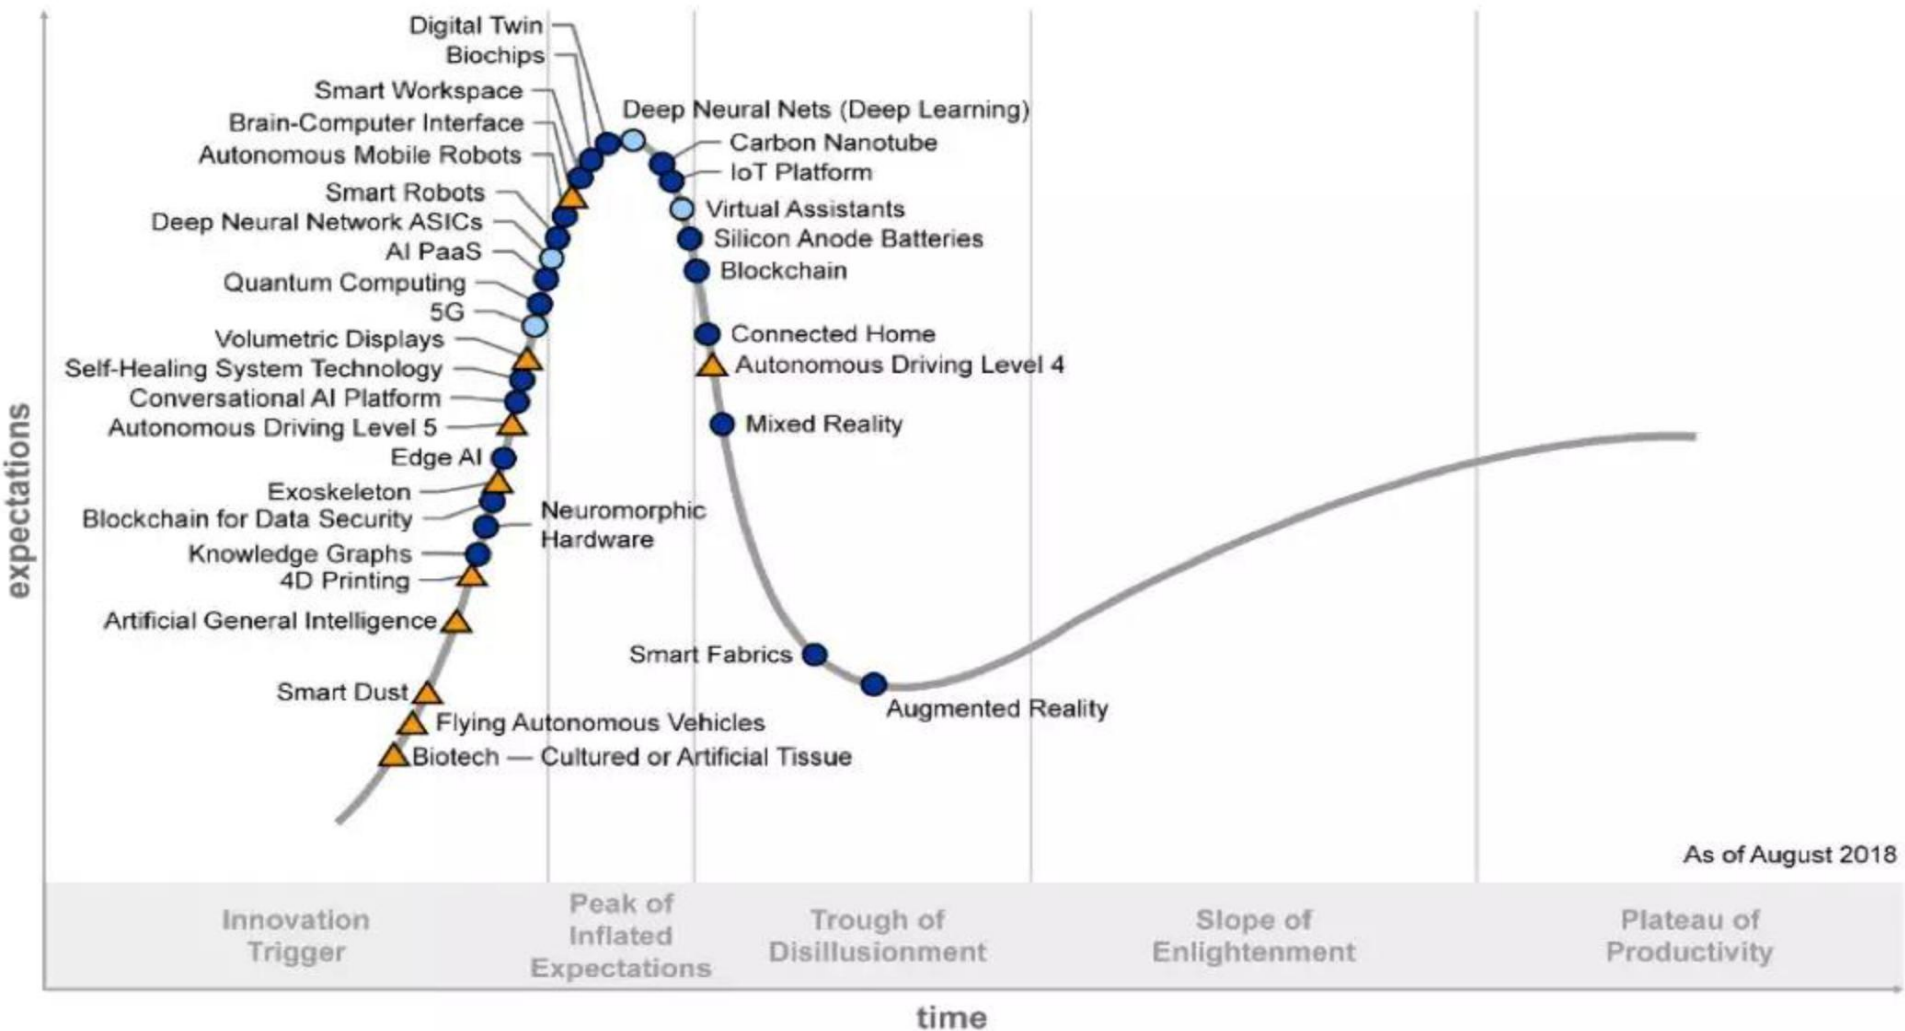 Digital Twin
Biochips
Smart Workspace
Brain-Computer Interface
Autonomous Mobile Robots
Smart Robots
Deep Neural Network ASICs
AI PaaS
Quantum Computing
5G
Volumetric Displays
Self-Healing System Technology
Conversational AI Platform
Autonomous Driving Level 5
Edge AI
Exoskeleton
Blockchain for Data Security
Neuromorphic
Hardware
Knowledge Graphs
4D Printing
Artificial General Intelligence
Smart Dust
Flying Autonomous Vehicles
Biotech — Cultured or Artificial Tissue
Deep Neural Nets (Deep Learning)
Carbon Nanotube
IoT Platform
Virtual Assistants
Silicon Anode Batteries
Blockchain
Connected Home
Autonomous Driving Level 4
Mixed Reality
Smart Fabrics
Augmented Reality
expectations
As of August 2018
Innovation
Trigger
Peak of
Inflated
Expectations
Trough of
Disillusionment
Slope of
Enlightenment
Plateau of
Productivity
time